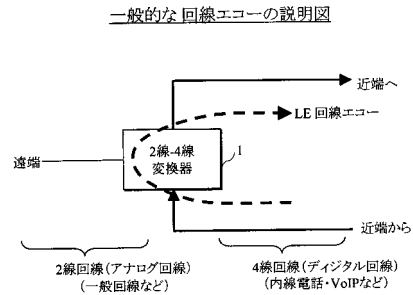 一般的な回線エコーの説明図
近端へ
LE 回線エコー
2線-4線
変換器
1
遠端
近端から
2線回線(アナログ回線)
(一般回線など)
4線回線(ディジタル回線)
(内線電話・VoIPなど)